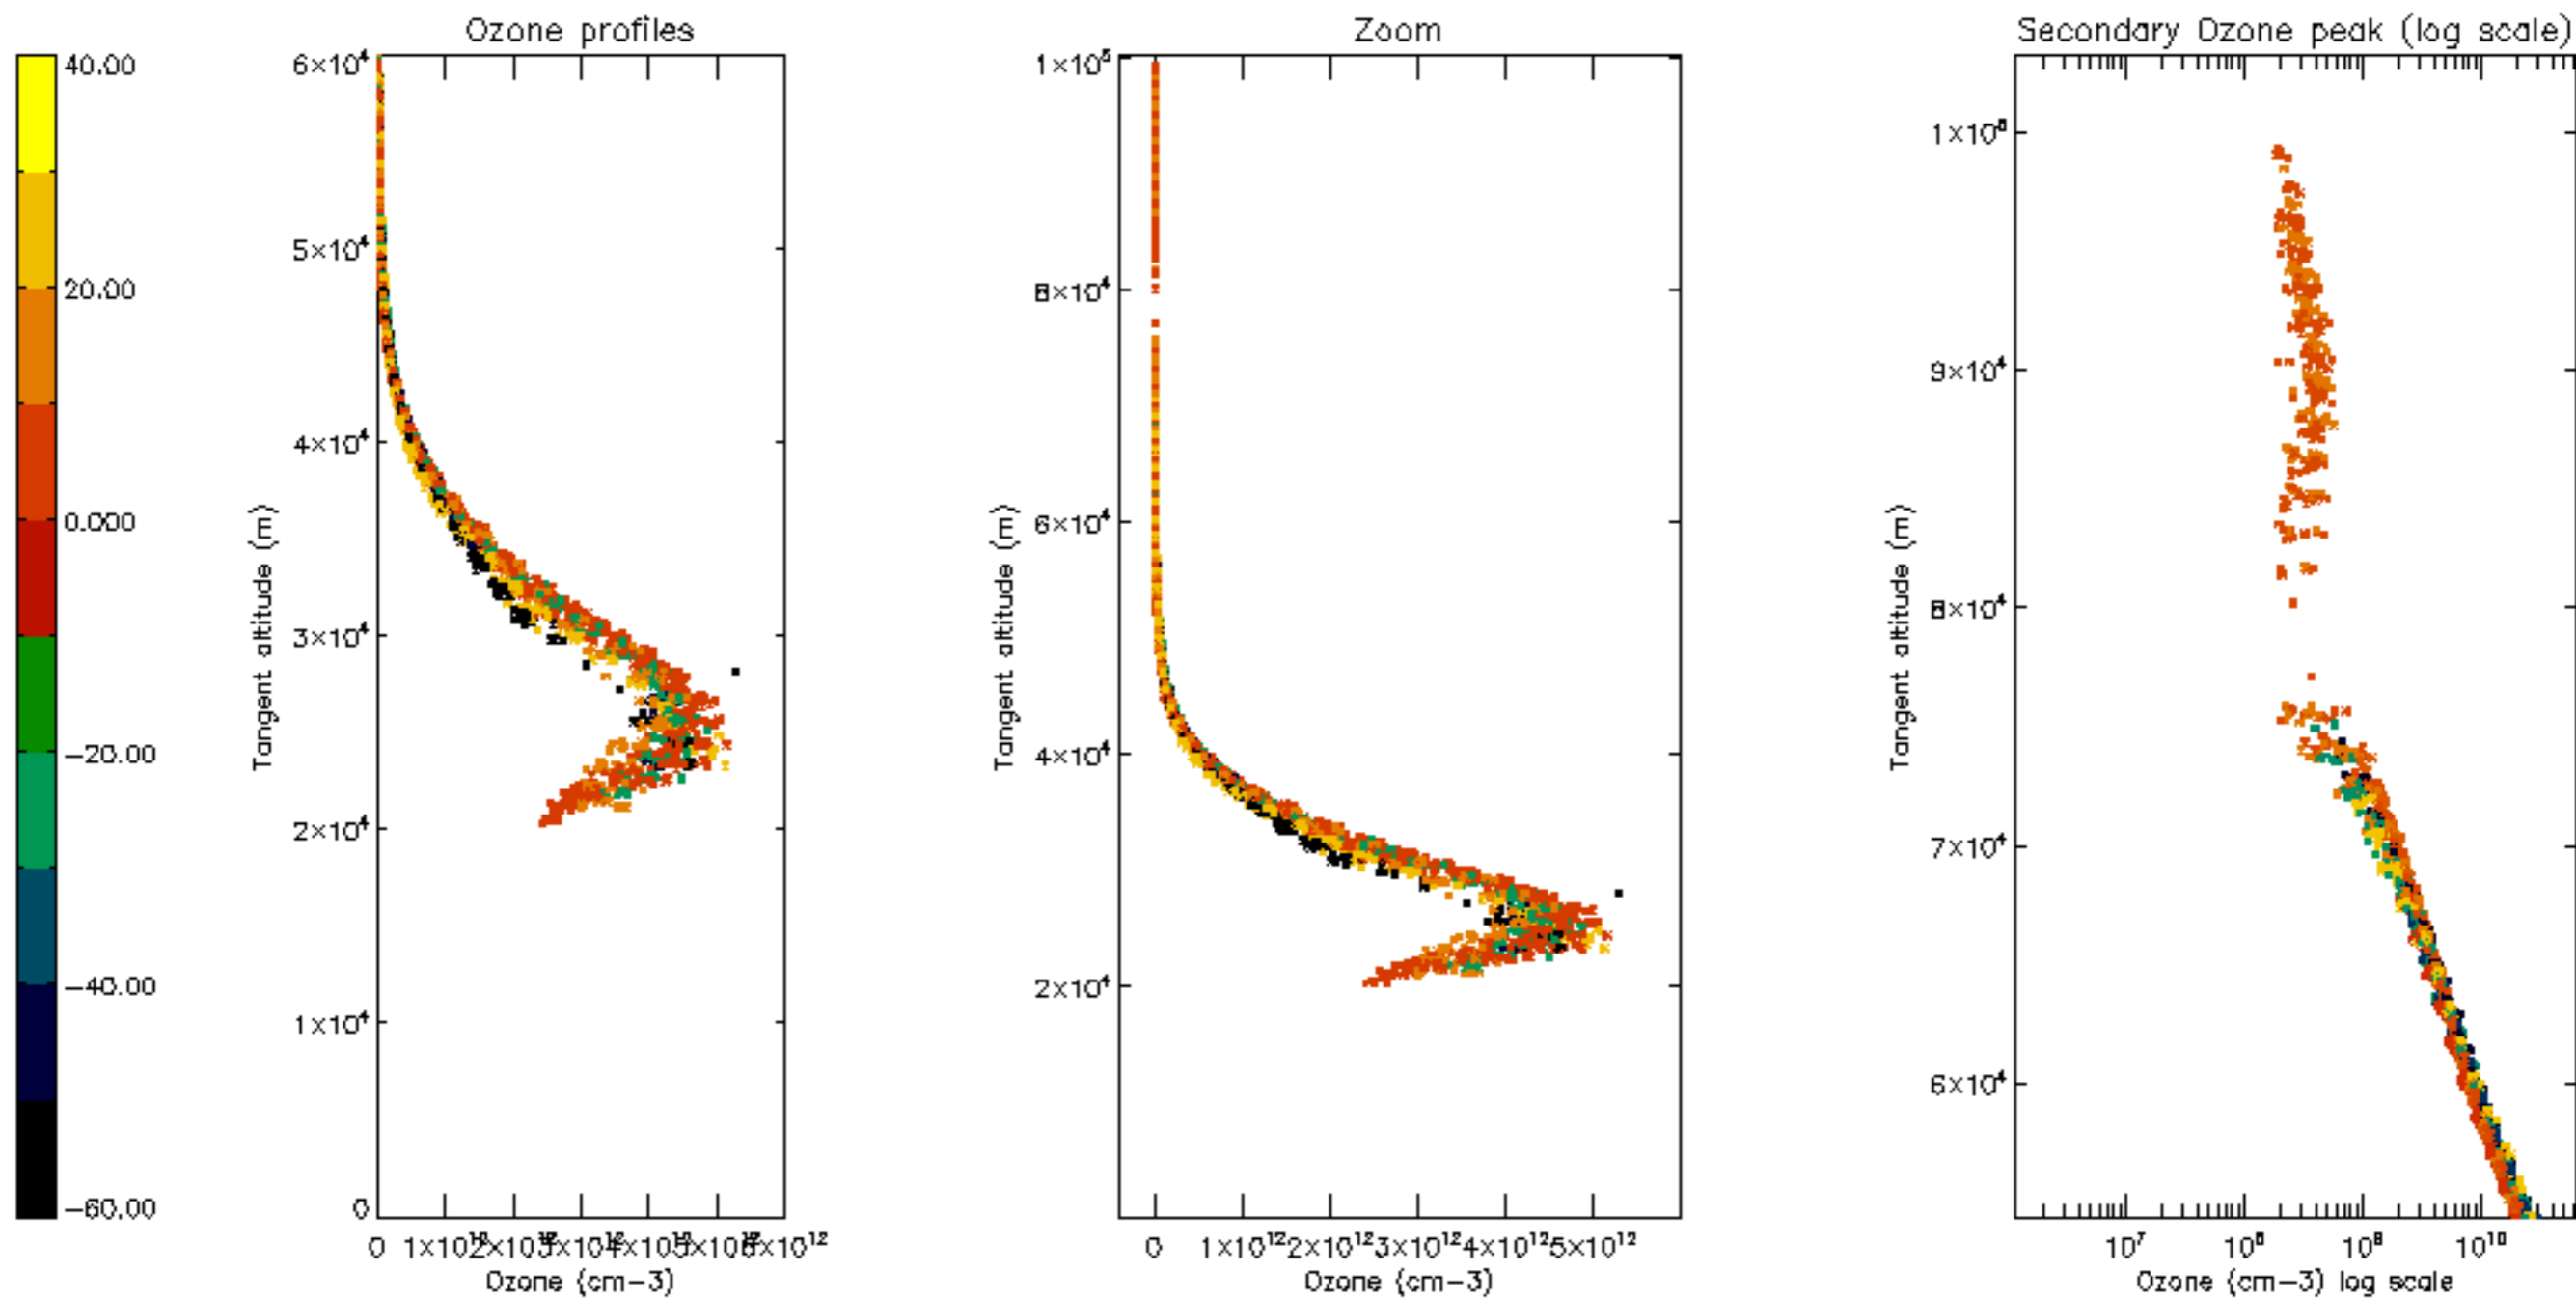 Ozone profiles
Zoom
Secondary Ozone peak (log scale)
40.00
20.00
0.000
−20.00
−40.00
−60.00
Tangent altitude (m)
6×10⁴
5×10⁴
4×10⁴
3×10⁴
2×10⁴
1×10⁴
0
0
Ozone (cm−3)
Tangent altitude (m)
1×10⁵
8×10⁴
6×10⁴
4×10⁴
2×10⁴
0 1×10¹² 2×10¹² 3×10¹² 4×10¹² 5×10¹²
Ozone (cm−3)
Tangent altitude (m)
1×10⁵
9×10⁴
8×10⁴
7×10⁴
6×10⁴
10⁷ 10⁸ 10⁹ 10¹⁰
Ozone (cm−3) log scale